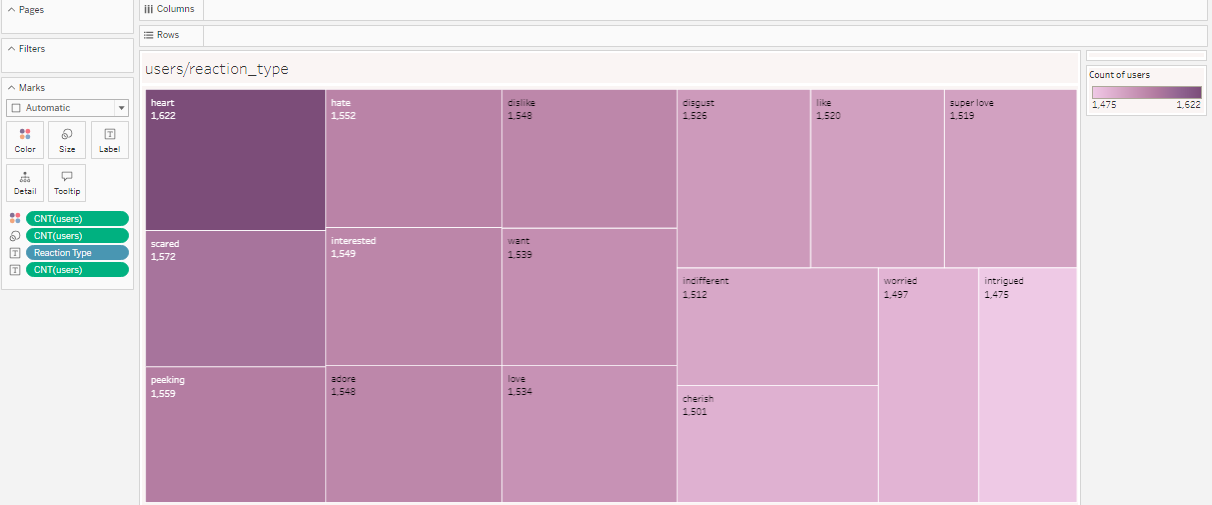 Pages
Columns
Rows
Filters
Marks
Automatic
Color
Size
T
Label
Detail
Tooltip
CNT(users)
CNT(users)
T
Reaction Type
T
CNT(users)
users/reaction_type
heart
1,622
hate
1,552
dislike
1,548
disgust
1,526
like
1,520
super love
1,519
scared
1,572
interested
1,549
want
1,539
indifferent
1,512
worried
1,497
intrigued
1,475
peeking
1,559
adore
1,548
love
1,534
cherish
1,501
Count of users
1,475 1,622